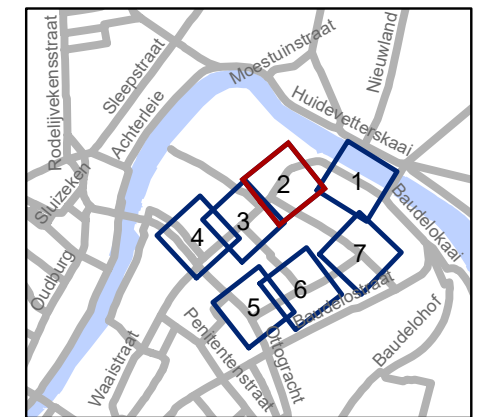 Rodelijvekensstraat
Sleepstraat
Moestuinstraat
Nieuwland
Achterleie
Huidevetterskaai
Sluizeken
1
2
Baudelokaai
3
4
7
Oudburg
6
5
Baudelostraat
Waaistraat
Penitentenstraat
Ottogracht
Baudelohof